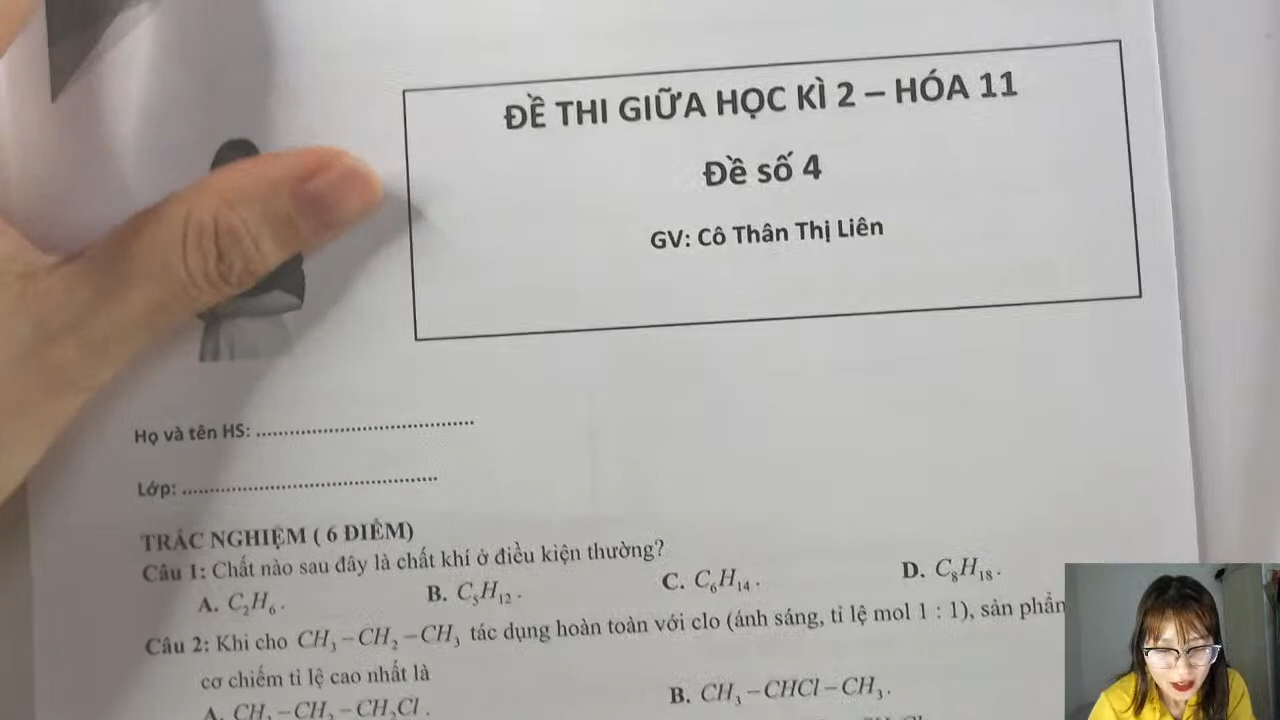 ĐỀ THI GIỮA HỌC KÌ 2 – HÓA 11
Đề số 4
GV: Cô Thân Thị Liên
Họ và tên HS: ........................................
Lớp: ...............................................
TRẮC NGHIỆM ( 6 ĐIỂM)
Câu 1: Chất nào sau đây là chất khí ở điều kiện thường?
A. C₂H₆. B. C₅H₁₂. C. C₆H₁₄. D. C₈H₁₈.
Câu 2: Khi cho CH₃–CH₂–CH₃ tác dụng hoàn toàn với clo (ánh sáng, tỉ lệ mol 1 : 1), sản
cơ chiếm tỉ lệ cao nhất là
A. CH₃–CH₂–CH₂Cl. B. CH₃–CHCl–CH₃.